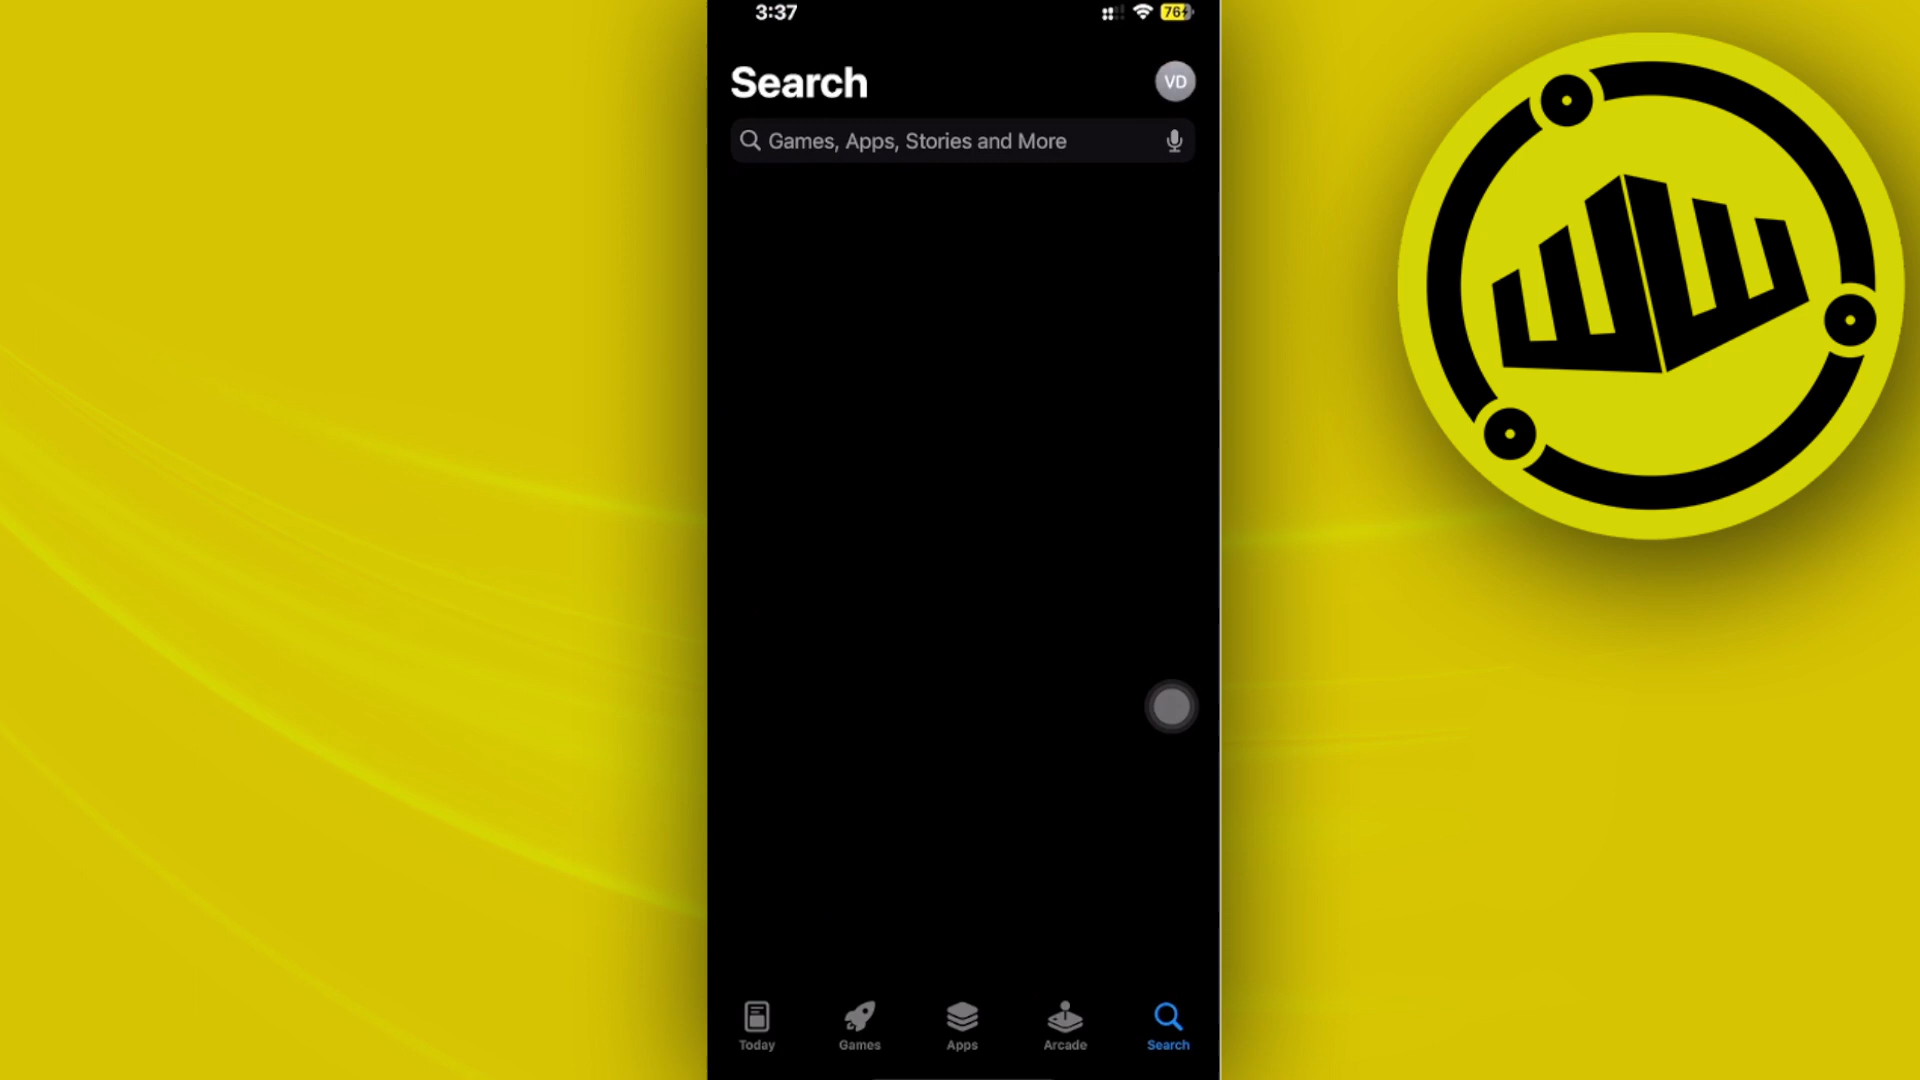 3:37
76
Search
VD
Games, Apps, Stories and More
Today
Games
Apps
Arcade
Search